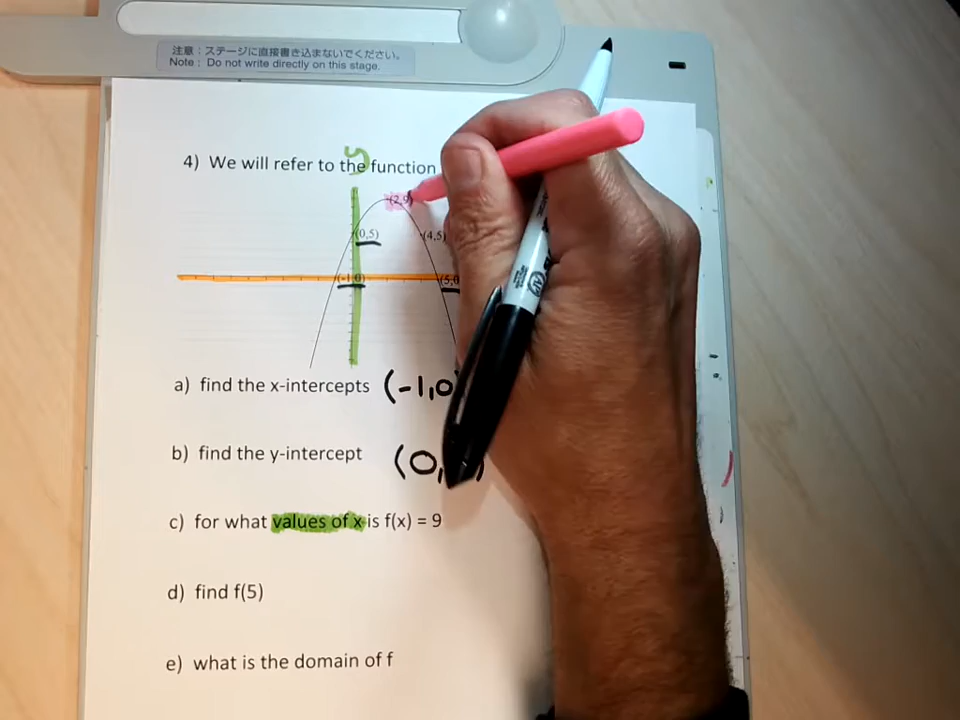 注意：ステージに直接書き込まないでください。
Note： Do not write directly on this stage.
4) We will refer to the function
y
(2,9)
(0,5)
(4,5)
(-1,0)
(5,0
a) find the x-intercepts (-1,0
b) find the y-intercept (0,
c) for what values of x is f(x) = 9
d) find f(5)
e) what is the domain of f